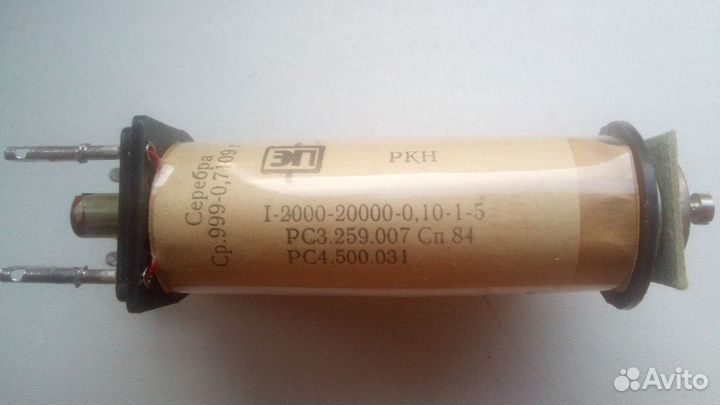 Серебра
Ср.999-0,7109г
ЭП
РКН
I-2000-20000-0,10-1-5
РС3.259.007 Сп 84
РС4.500.031
Avito